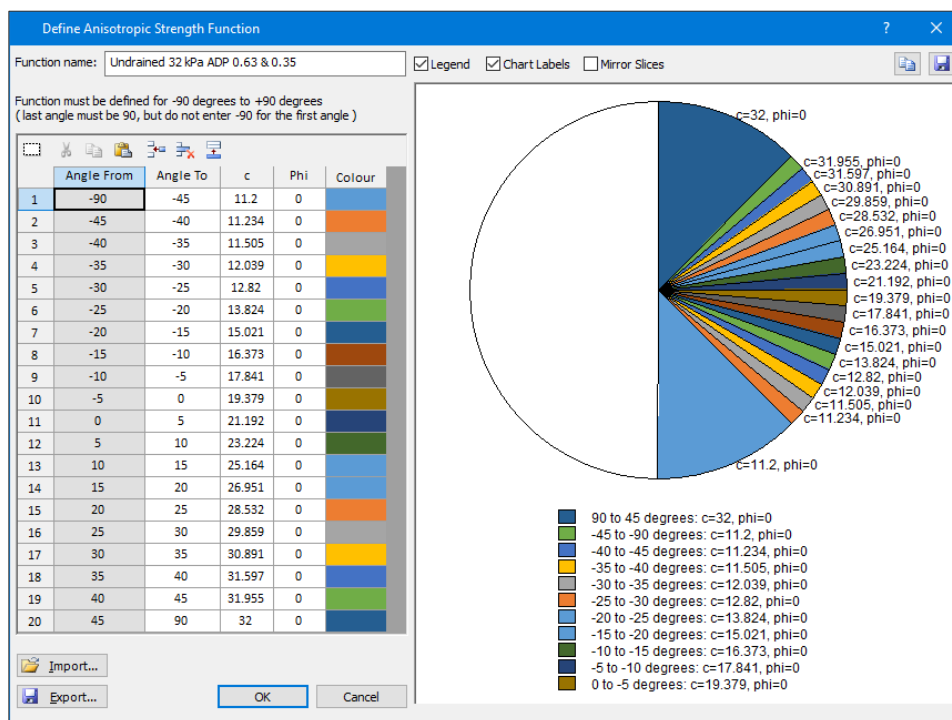 Define Anisotropic Strength Function
?
Function name: Undrained 32 kPa ADP 0.63 & 0.35
Legend Chart Labels Mirror Slices
Function must be defined for -90 degrees to +90 degrees
( last angle must be 90, but do not enter -90 for the first angle )
Angle From Angle To c Phi Colour
1 -90 -45 11.2 0
2 -45 -40 11.234 0
3 -40 -35 11.505 0
4 -35 -30 12.039 0
5 -30 -25 12.82 0
6 -25 -20 13.824 0
7 -20 -15 15.021 0
8 -15 -10 16.373 0
9 -10 -5 17.841 0
10 -5 0 19.379 0
11 0 5 21.192 0
12 5 10 23.224 0
13 10 15 25.164 0
14 15 20 26.951 0
15 20 25 28.532 0
16 25 30 29.859 0
17 30 35 30.891 0
18 35 40 31.597 0
19 40 45 31.955 0
20 45 90 32 0
Import...
Export...
OK
Cancel
c=32, phi=0
c=31.955, phi=0
c=31.597, phi=0
c=30.891, phi=0
c=29.859, phi=0
c=28.532, phi=0
c=26.951, phi=0
c=25.164, phi=0
c=23.224, phi=0
c=21.192, phi=0
c=19.379, phi=0
c=17.841, phi=0
c=16.373, phi=0
c=15.021, phi=0
c=13.824, phi=0
c=12.82, phi=0
c=12.039, phi=0
c=11.505, phi=0
c=11.234, phi=0
c=11.2, phi=0
90 to 45 degrees: c=32, phi=0
-45 to -90 degrees: c=11.2, phi=0
-40 to -45 degrees: c=11.234, phi=0
-35 to -40 degrees: c=11.505, phi=0
-30 to -35 degrees: c=12.039, phi=0
-25 to -30 degrees: c=12.82, phi=0
-20 to -25 degrees: c=13.824, phi=0
-15 to -20 degrees: c=15.021, phi=0
-10 to -15 degrees: c=16.373, phi=0
-5 to -10 degrees: c=17.841, phi=0
0 to -5 degrees: c=19.379, phi=0